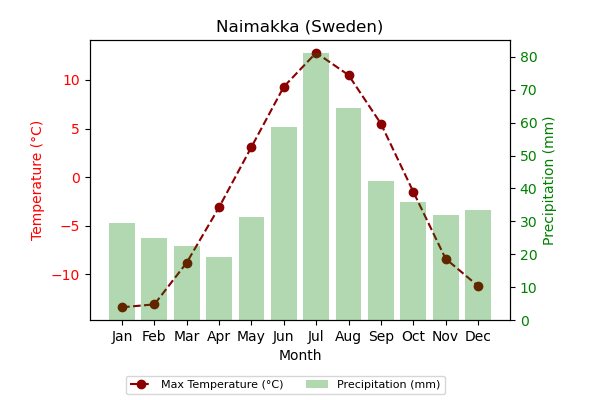 Naimakka (Sweden)
Temperature (°C)
10
5
0
−5
−10
80
70
60
50
40
30
20
10
0
Precipitation (mm)
Jan Feb Mar Apr May Jun Jul Aug Sep Oct Nov Dec
Month
Max Temperature (°C) Precipitation (mm)